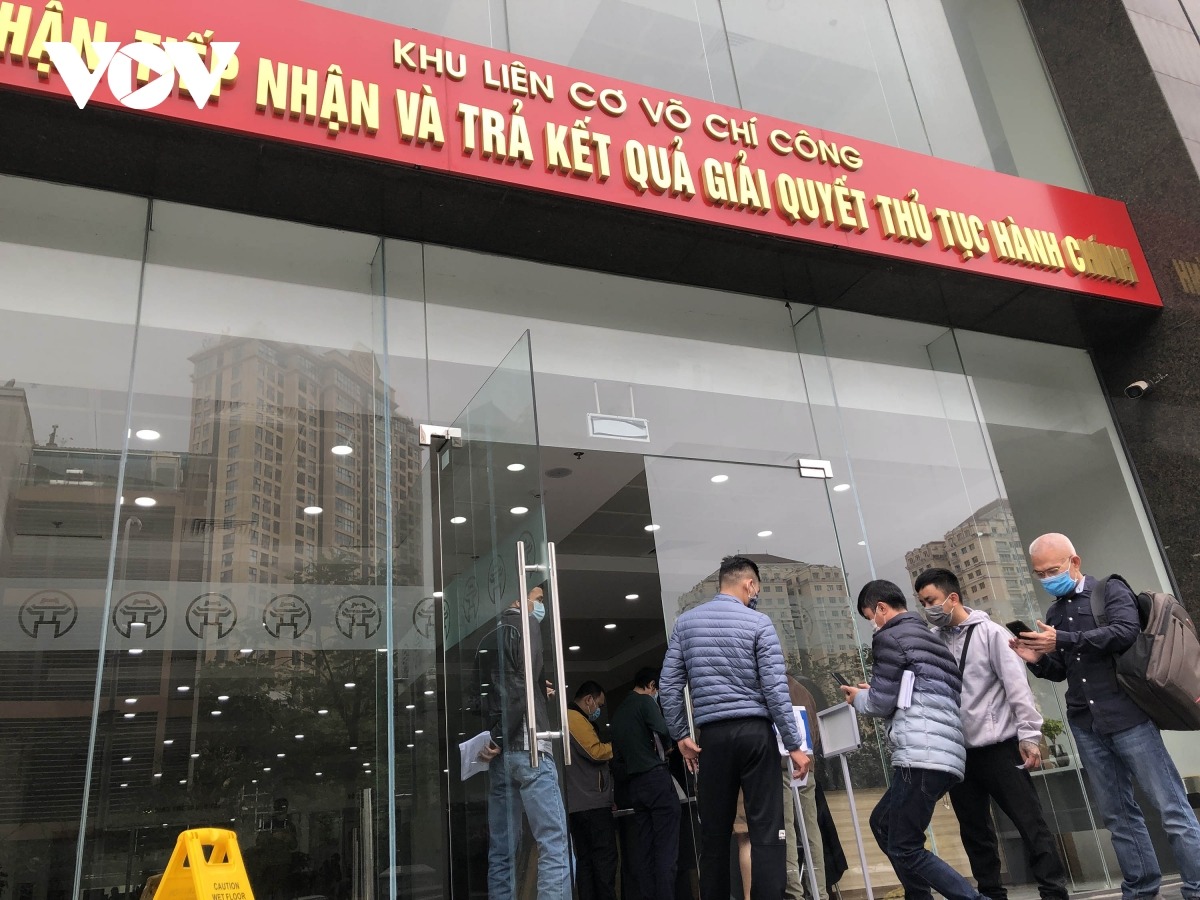 VOV
KHU LIÊN CƠ VÕ CHÍ CÔNG
TIẾP NHẬN VÀ TRẢ KẾT QUẢ GIẢI QUYẾT THỦ TỤC HÀNH CHÍNH
CAUTION
WET FLOOR